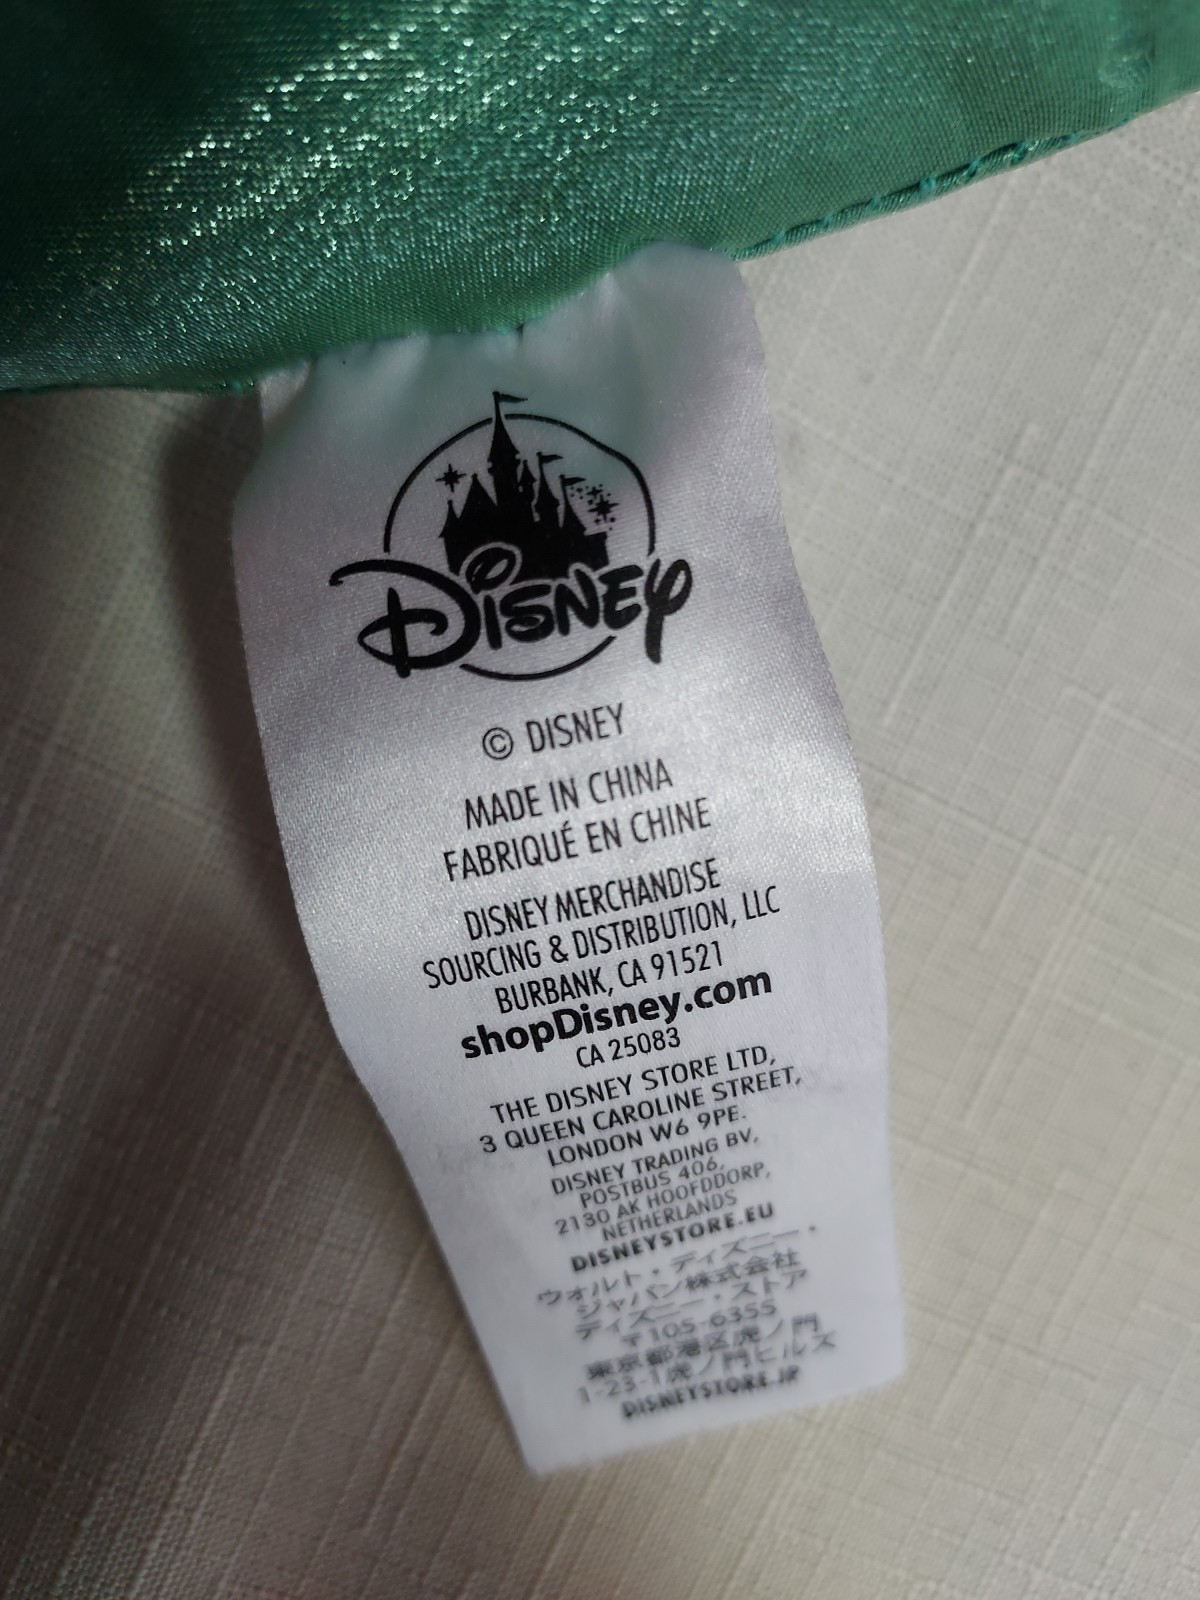 Disney
© DISNEY
MADE IN CHINA
FABRIQUÉ EN CHINE
DISNEY MERCHANDISE
SOURCING & DISTRIBUTION, LLC
BURBANK, CA 91521
shopDisney.com
CA 25083
THE DISNEY STORE LTD,
3 QUEEN CAROLINE STREET,
LONDON W6 9PE.
DISNEY TRADING BV,
POSTBUS 406,
2130 AK HOOFDDORP,
NETHERLANDS
DISNEYSTORE.EU
ウォルト・ディズニー・
ジャパン株式会社
ディズニー・ストア
〒105-6355
東京都港区虎ノ門
1-23-1虎ノ門ヒルズ
DISNEYSTORE.JP